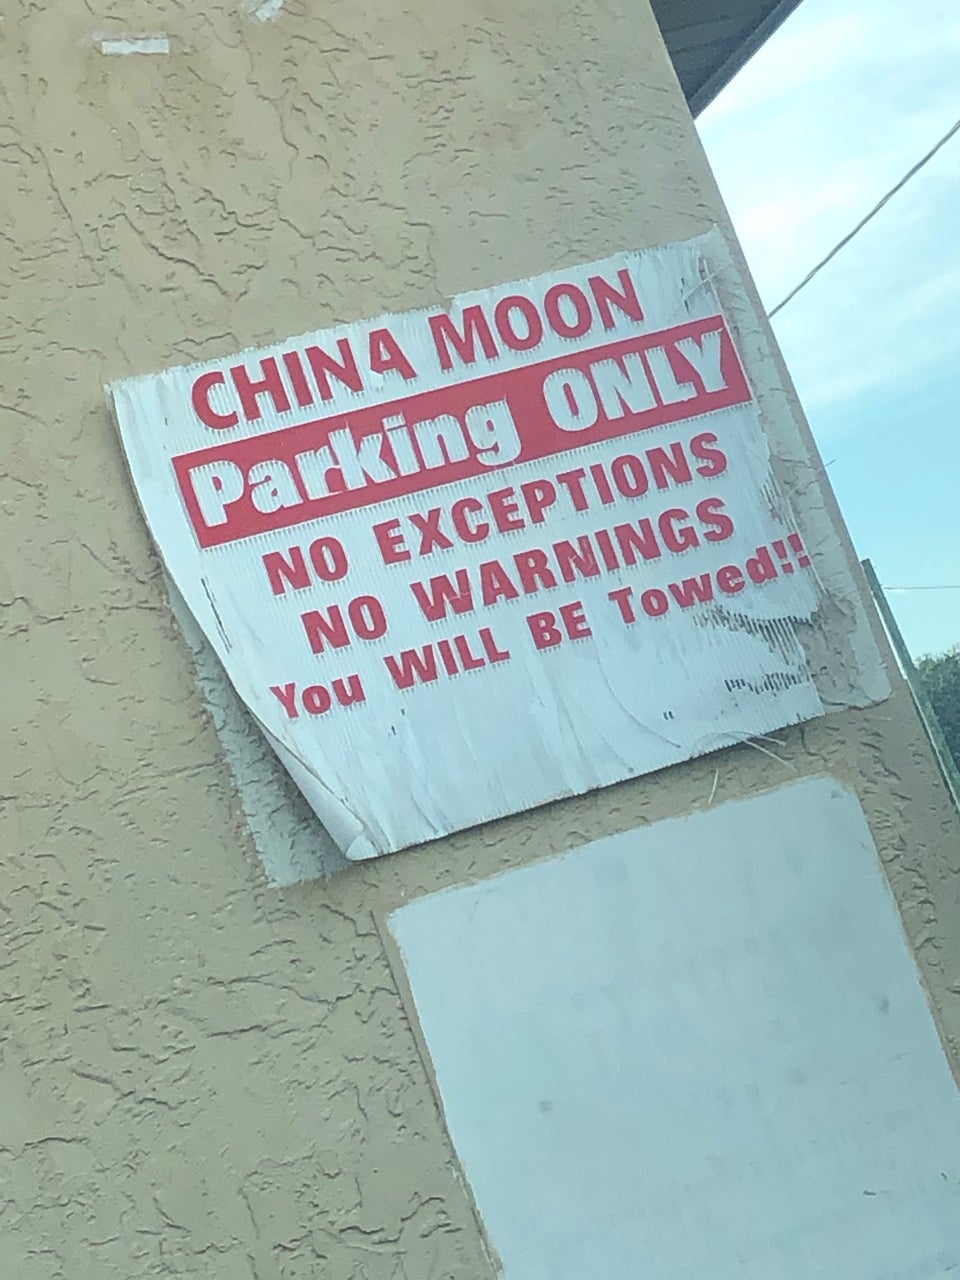 CHINA MOON
Parking ONLY
NO EXCEPTIONS
NO WARNINGS
You WILL BE Towed!!